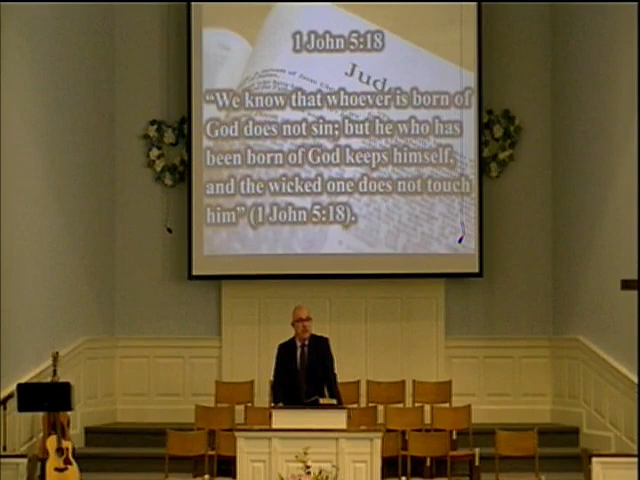 1 John 5:18
Jud
"We know that whoever is born of
God does not sin; but he who has
been born of God keeps himself,
and the wicked one does not touch
him" (1 John 5:18).